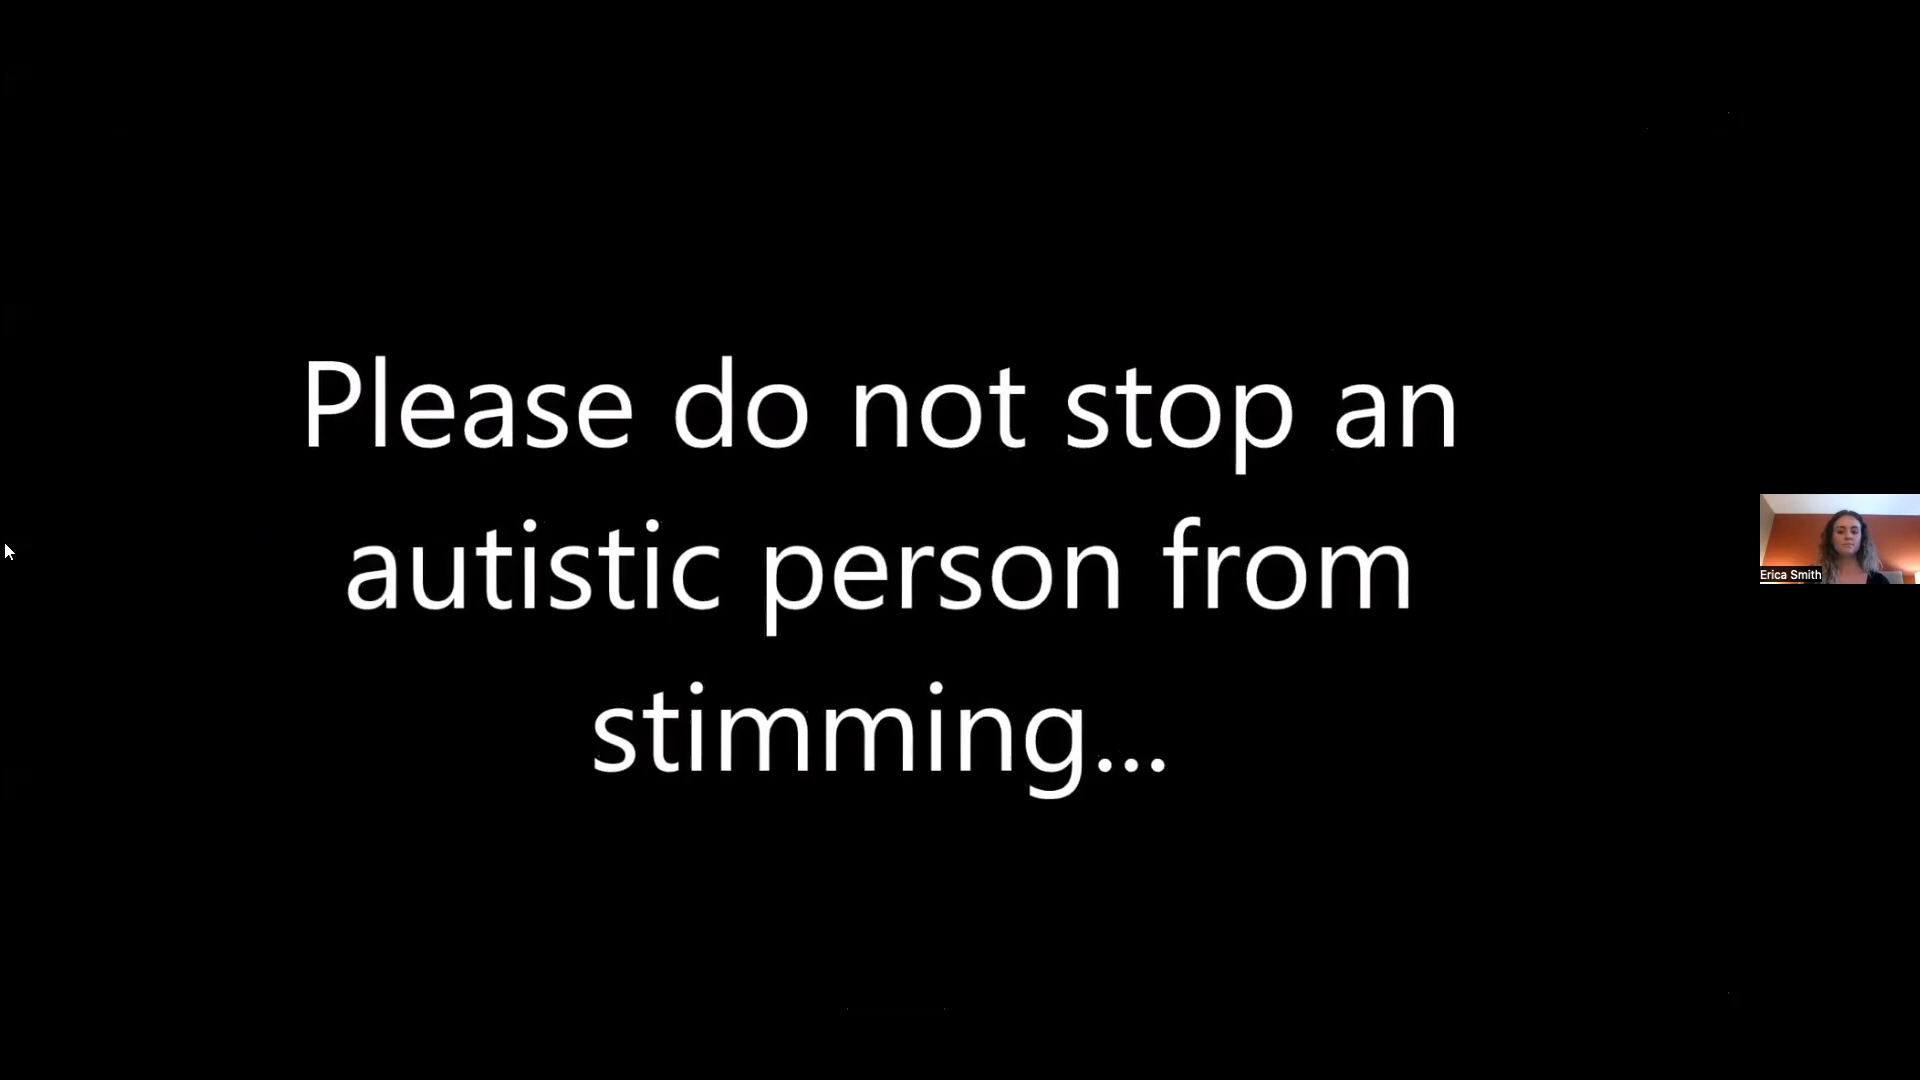 Please do not stop an
autistic person from
stimming...
Erica Smith